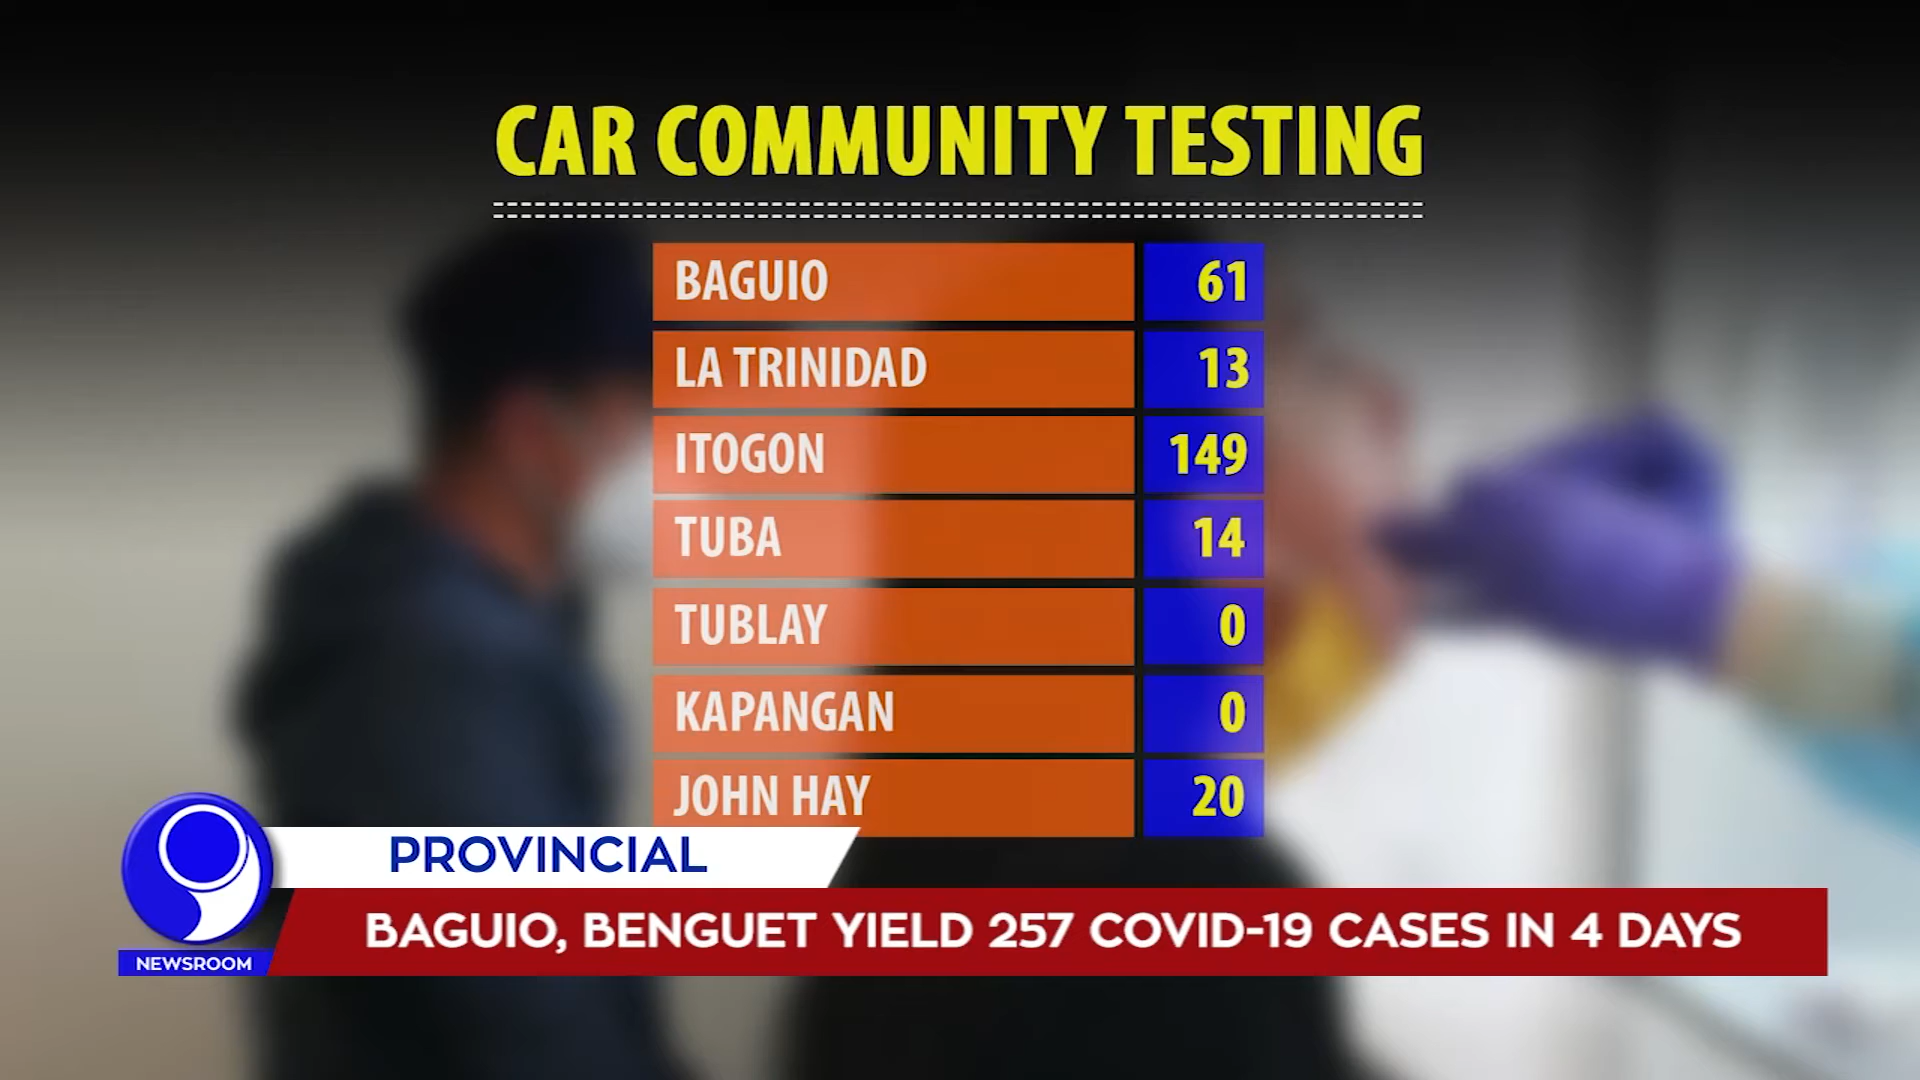 CAR COMMUNITY TESTING
BAGUIO 61
LA TRINIDAD 13
ITOGON 149
TUBA 14
TUBLAY 0
KAPANGAN 0
JOHN HAY 20
PROVINCIAL
BAGUIO, BENGUET YIELD 257 COVID-19 CASES IN 4 DAYS
NEWSROOM